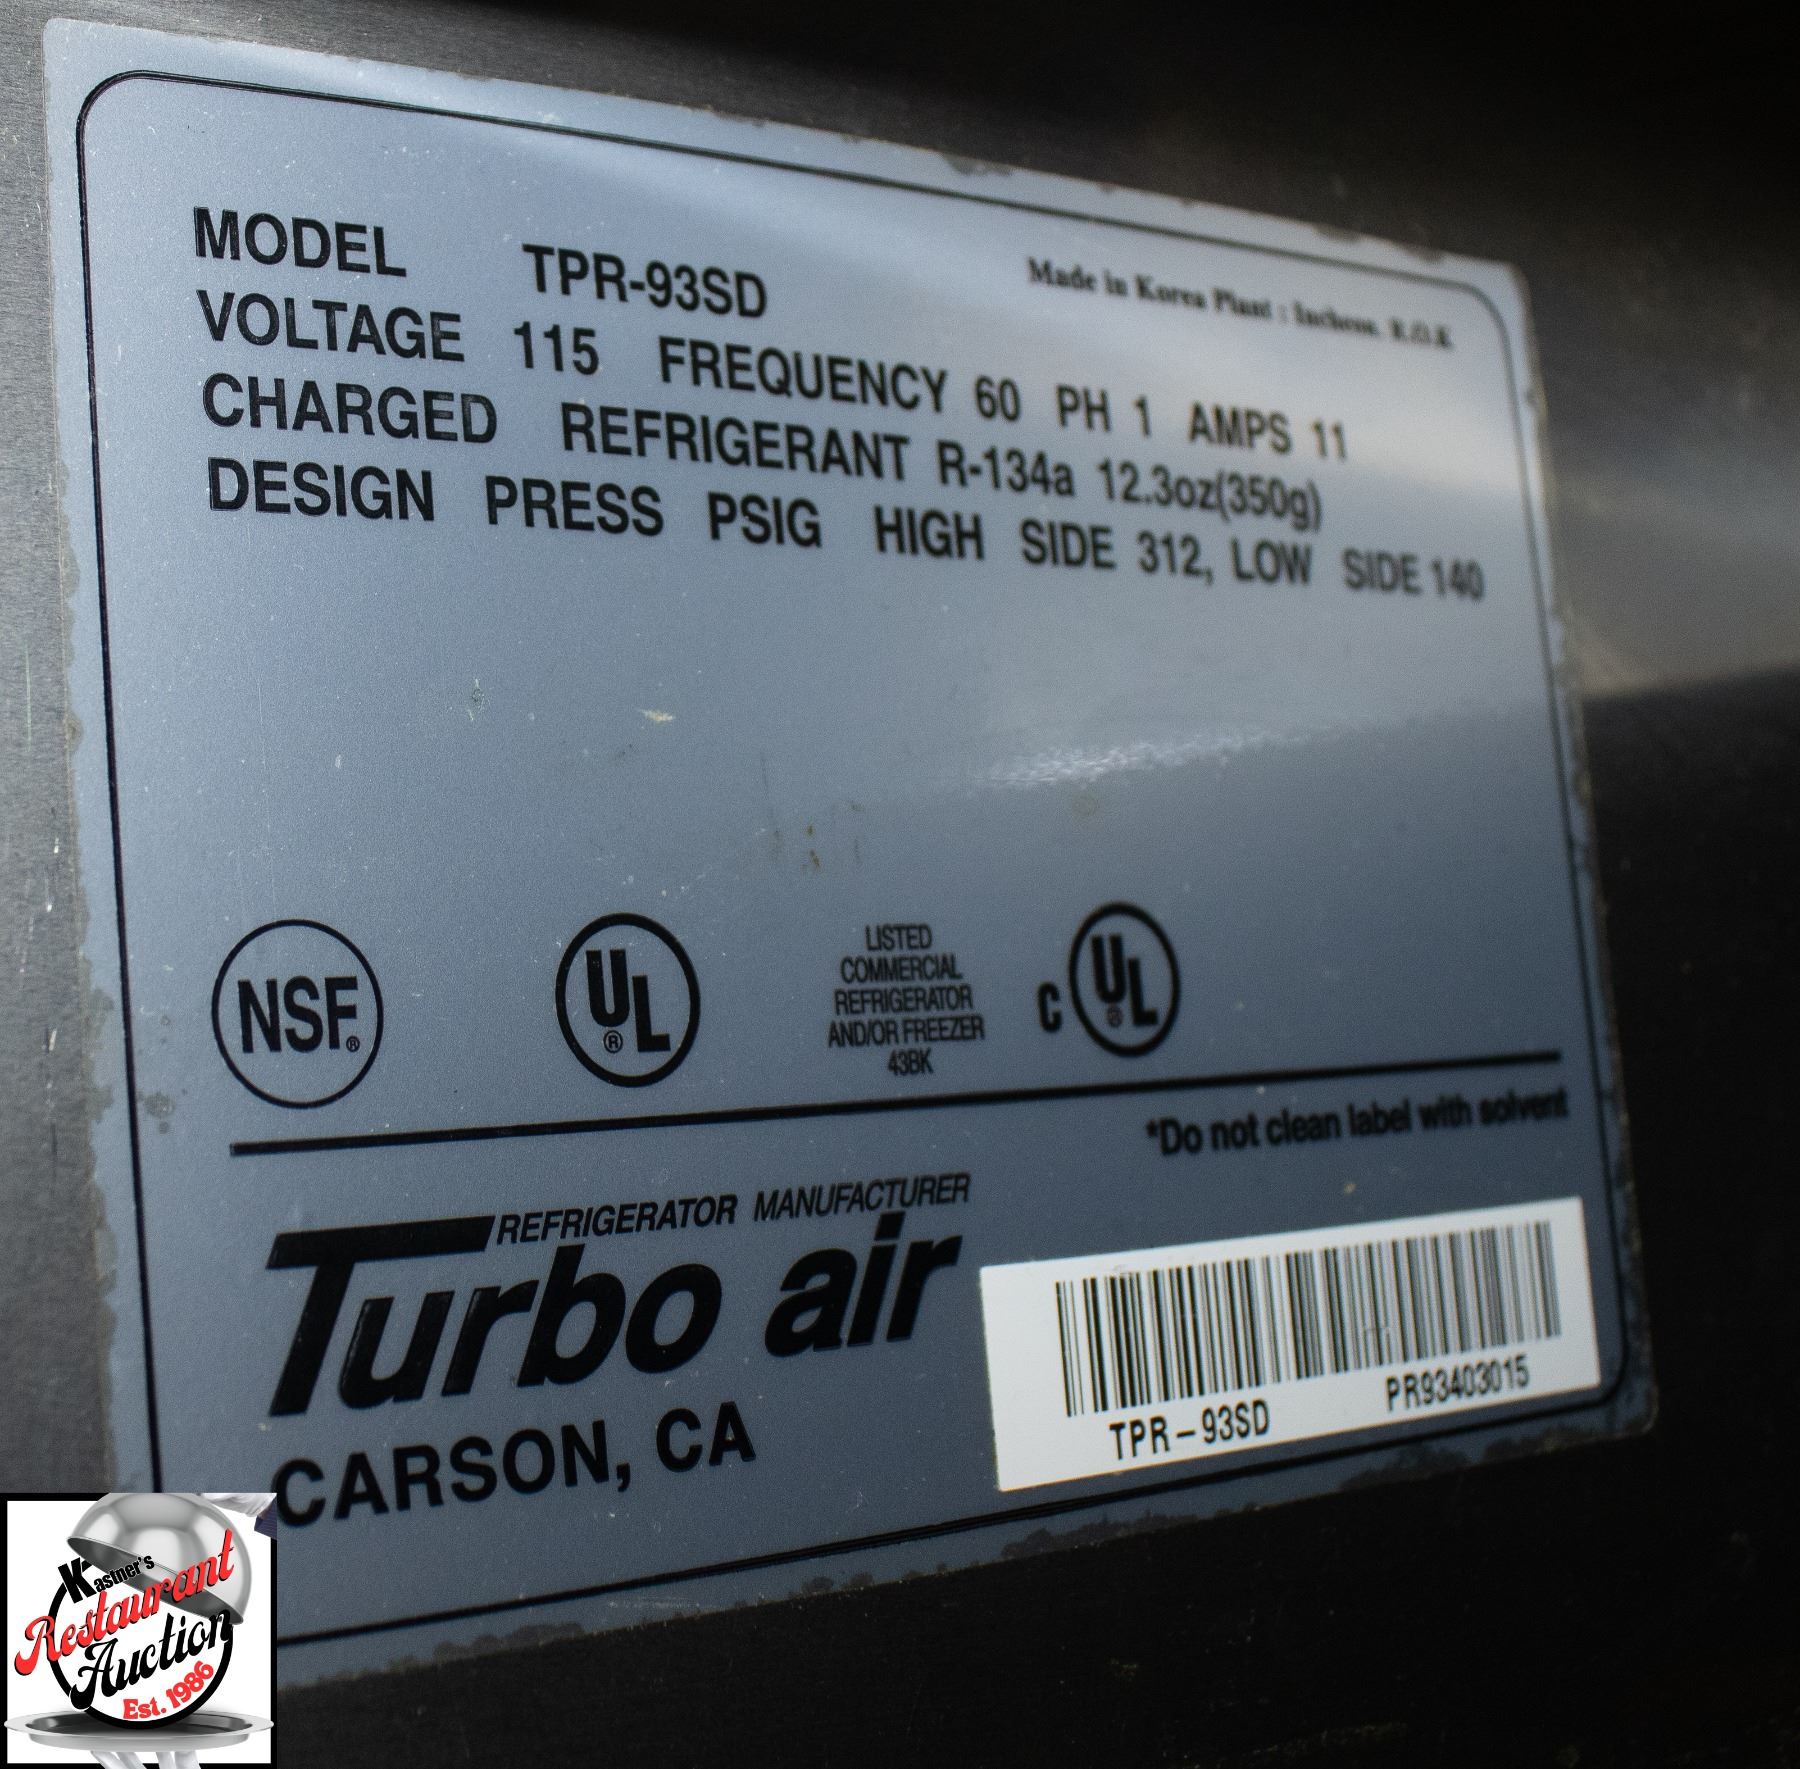 MODEL TPR-93SD
Made in Korea Plant : Incheon. R.O.K
VOLTAGE 115 FREQUENCY 60 PH 1 AMPS 11
CHARGED REFRIGERANT R-134a 12.3oz(350g)
DESIGN PRESS PSIG HIGH SIDE 312, LOW SIDE 140
NSF®
UL®
LISTED
COMMERCIAL
REFRIGERATOR
AND/OR FREEZER
43BK
C UL®
*Do not clean label with solvent
REFRIGERATOR MANUFACTURER
Turbo air
CARSON, CA
TPR-93SD PR93403015
Kastner's
Restaurant
Auction
Est. 1986